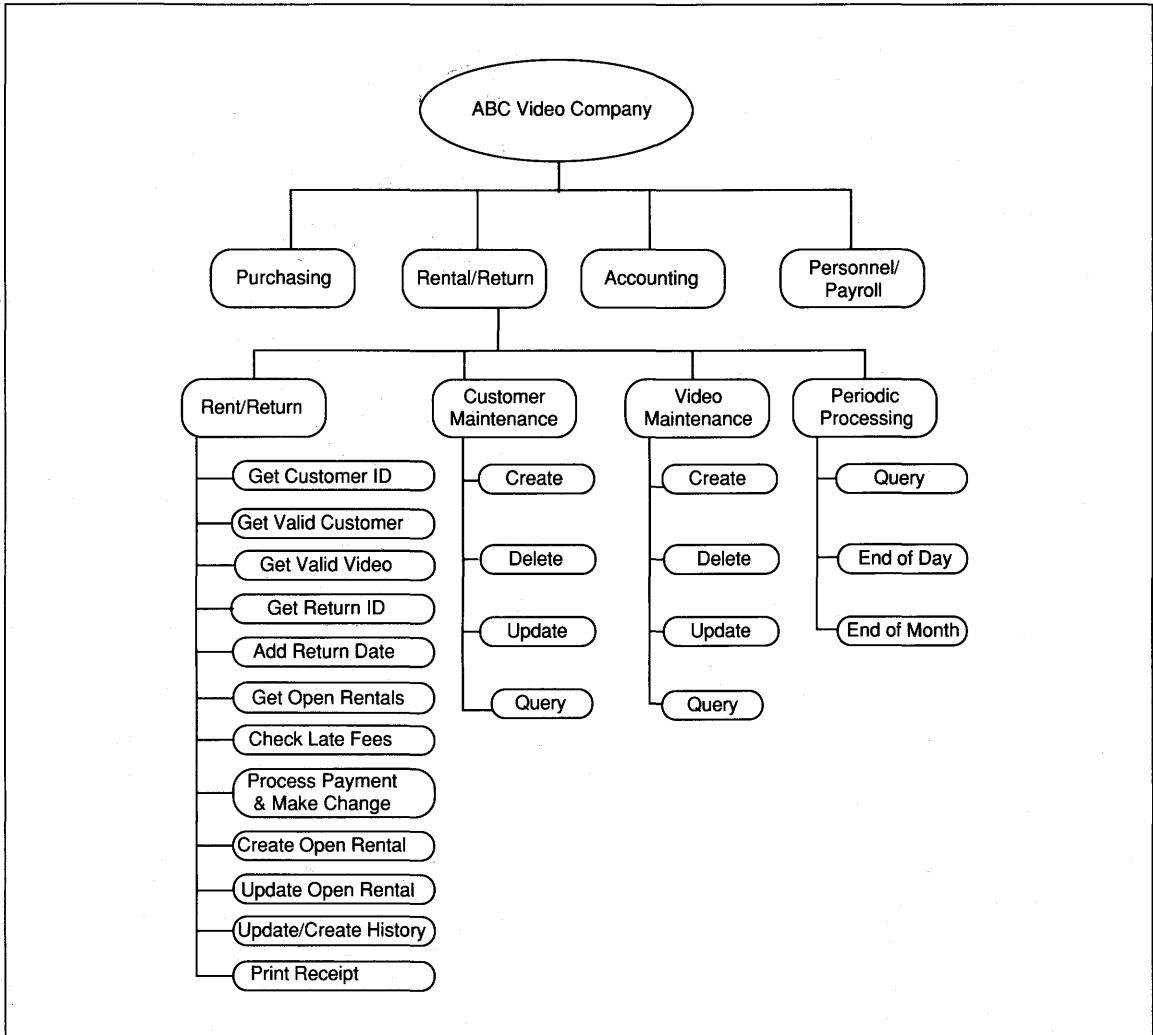 ABC Video Company
Purchasing
Rental/Return
Accounting
Personnel/
Payroll
Rent/Return
Customer
Maintenance
Video
Maintenance
Periodic
Processing
Get Customer ID
Get Valid Customer
Get Valid Video
Get Return ID
Add Return Date
Get Open Rentals
Check Late Fees
Process Payment
& Make Change
Create Open Rental
Update Open Rental
Update/Create History
Print Receipt
Create
Delete
Update
Query
Create
Delete
Update
Query
Query
End of Day
End of Month